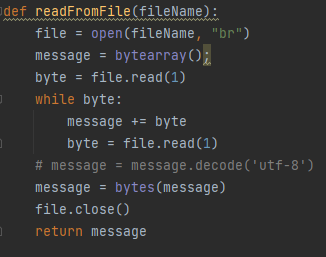 def readFromFile(fileName):
    file = open(fileName, "br")
    message = bytearray();
    byte = file.read(1)
    while byte:
        message += byte
        byte = file.read(1)
    # message = message.decode('utf-8')
    message = bytes(message)
    file.close()
    return message